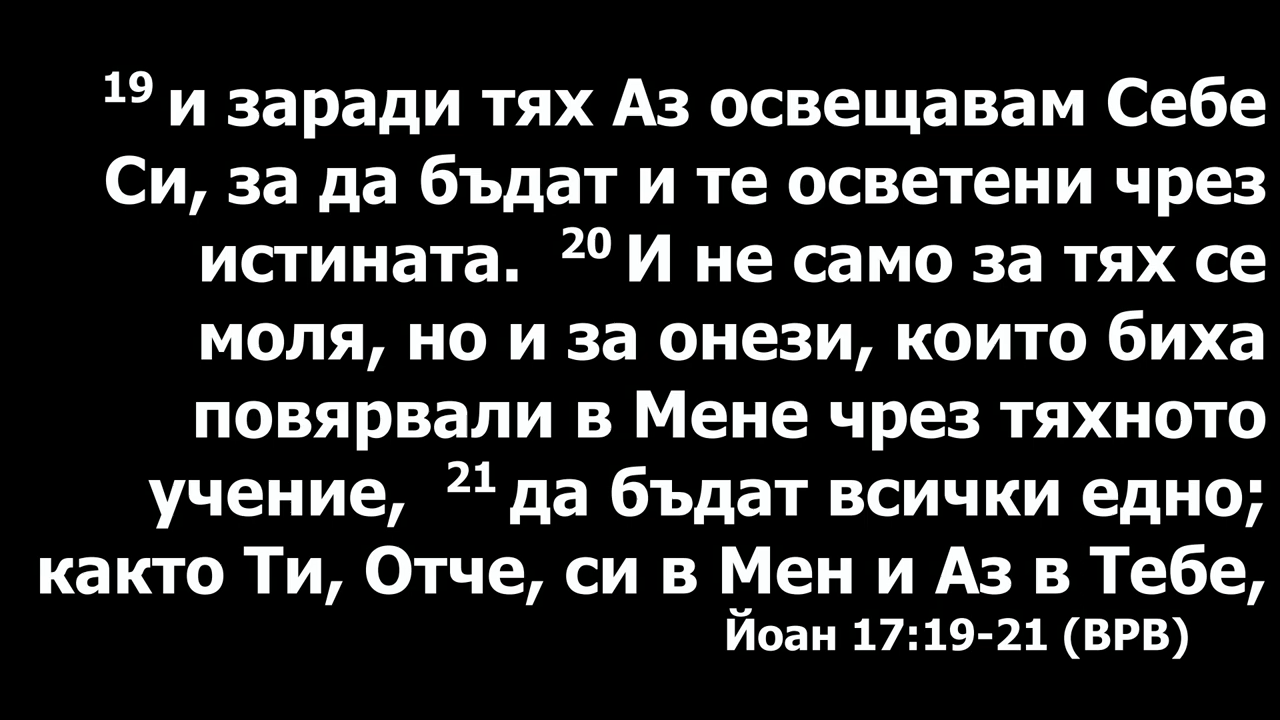 19 и заради тях Аз освещавам Себе
Си, за да бъдат и те осветени чрез
истината. 20 И не само за тях се
моля, но и за онези, които биха
повярвали в Мене чрез тяхното
учение, 21 да бъдат всички едно;
както Ти, Отче, си в Мен и Аз в Тебе,
Йоан 17:19-21 (ВРВ)